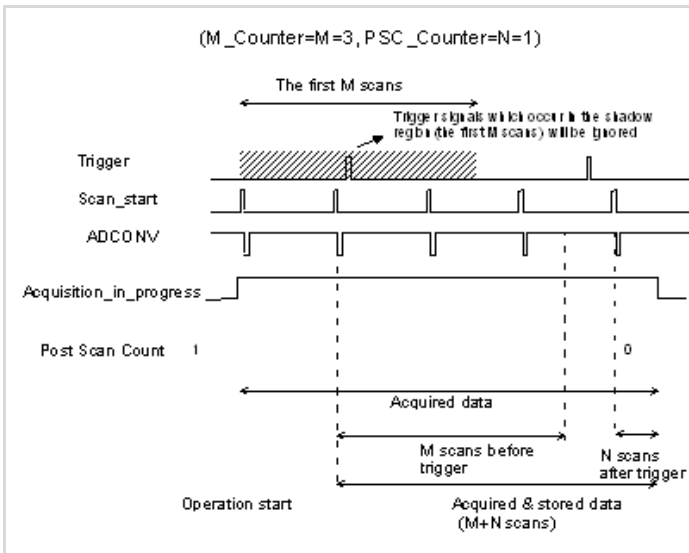 (M_Counter=M=3, PSC_Counter=N=1)
The first M scans
Trigger signals which occur in the shadow
region (the first M scans) will be ignored
Trigger
Scan_start
ADCONV
Acquisition_in_progress
Post Scan Count 1 0
Acquired data
M scans before
trigger
N scans
after trigger
Operation start
Acquired & stored data
(M+N scans)